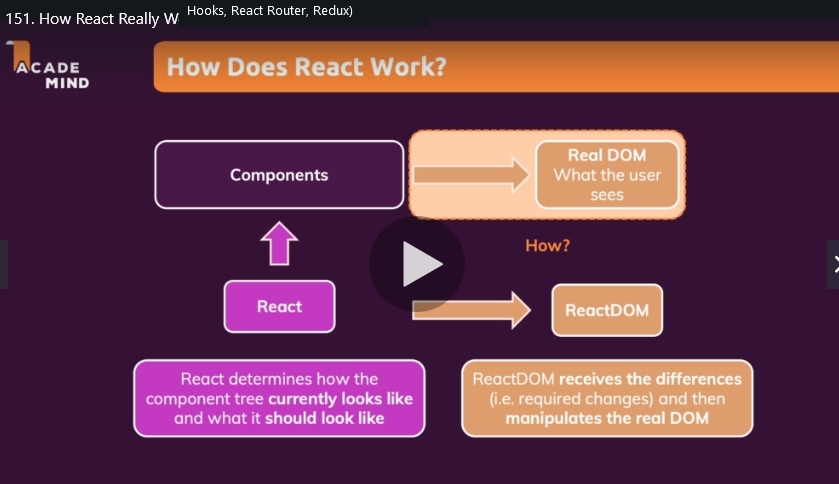 151. How React Really W
Hooks, React Router, Redux)
ACADE
MIND
How Does React Work?
Components
Real DOM
What the user
sees
How?
React
ReactDOM
React determines how the
component tree currently looks like
and what it should look like
ReactDOM receives the differences
(i.e. required changes) and then
manipulates the real DOM